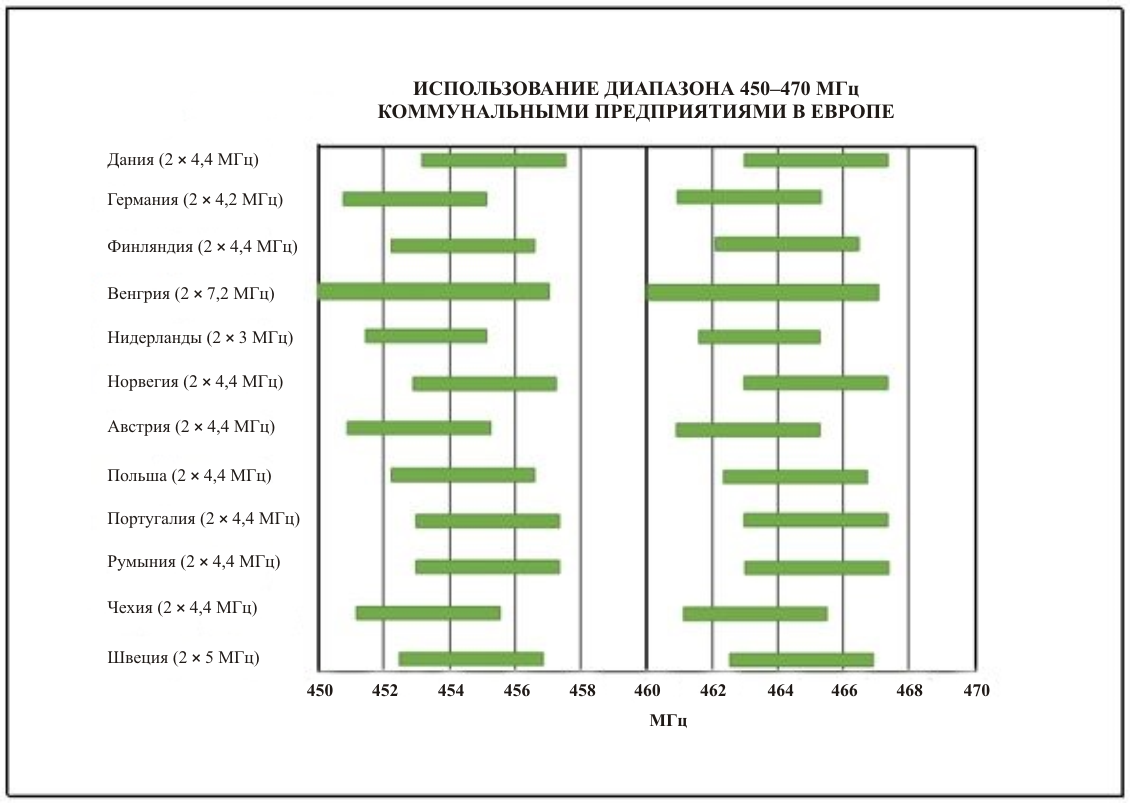 ИСПОЛЬЗОВАНИЕ ДИАПАЗОНА 450–470 МГц
КОММУНАЛЬНЫМИ ПРЕДПРИЯТИЯМИ В ЕВРОПЕ
Дания (2 × 4,4 МГц)
Германия (2 × 4,2 МГц)
Финляндия (2 × 4,4 МГц)
Венгрия (2 × 7,2 МГц)
Нидерланды (2 × 3 МГц)
Норвегия (2 × 4,4 МГц)
Австрия (2 × 4,4 МГц)
Польша (2 × 4,4 МГц)
Португалия (2 × 4,4 МГц)
Румыния (2 × 4,4 МГц)
Чехия (2 × 4,4 МГц)
Швеция (2 × 5 МГц)
450 452 454 456 458 460 462 464 466 468 470
МГц